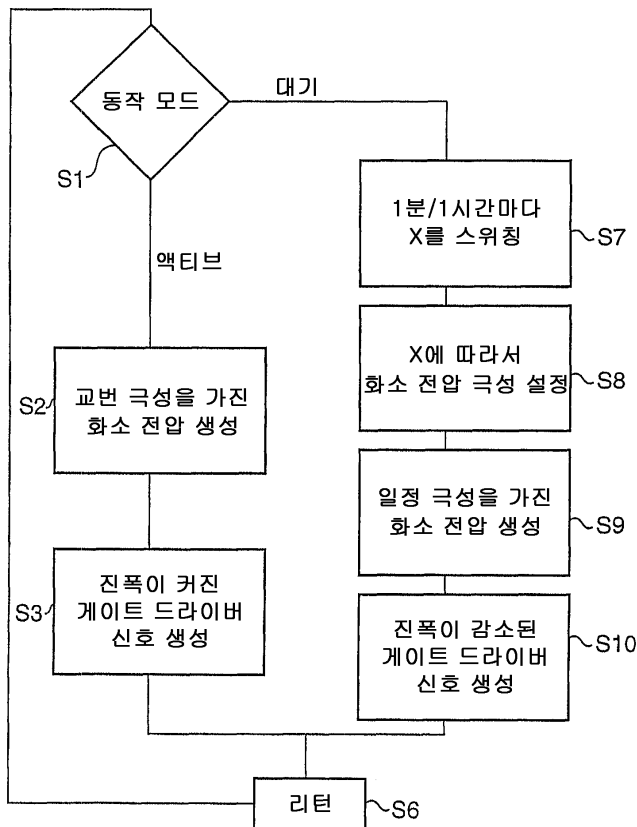 동작 모드
대기
S1
액티브
1분/1시간마다
X를 스위칭
S7
X에 따라서
화소 전압 극성 설정
S8
S2
교번 극성을 가진
화소 전압 생성
일정 극성을 가진
화소 전압 생성
S9
S3
진폭이 커진
게이트 드라이버
신호 생성
진폭이 감소된
게이트 드라이버
신호 생성
S10
리턴
S6